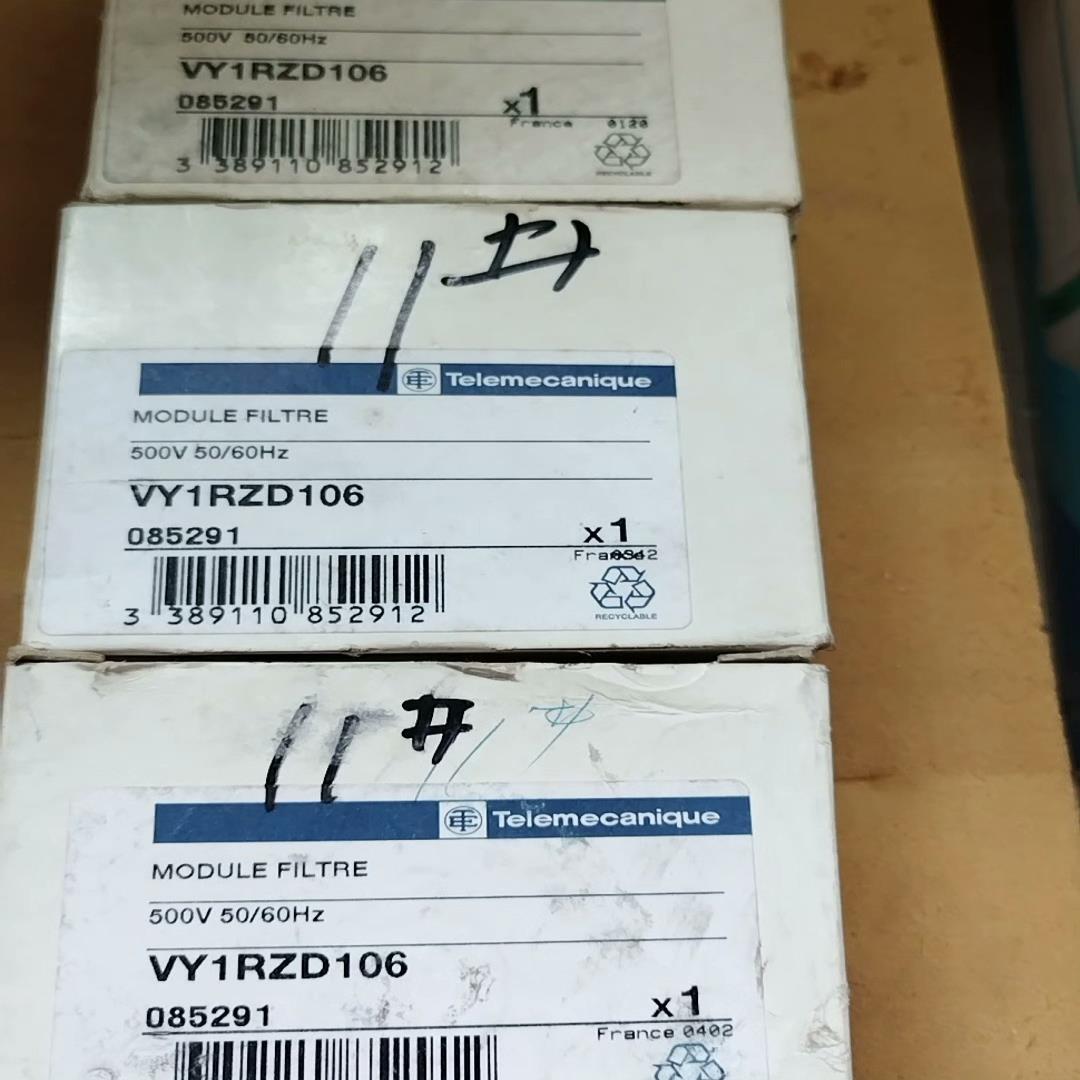 MODULE FILTRE
500V 50/60Hz
VY1RZD106
085291
x1
France 0120
3 389110 852912
RECYCLABLE
11#
Telemecanique
MODULE FILTRE
500V 50/60Hz
VY1RZD106
085291
x1
France
3 389110 852912
RECYCLABLE
11#
Telemecanique
MODULE FILTRE
500V 50/60Hz
VY1RZD106
085291
x1
France 0402